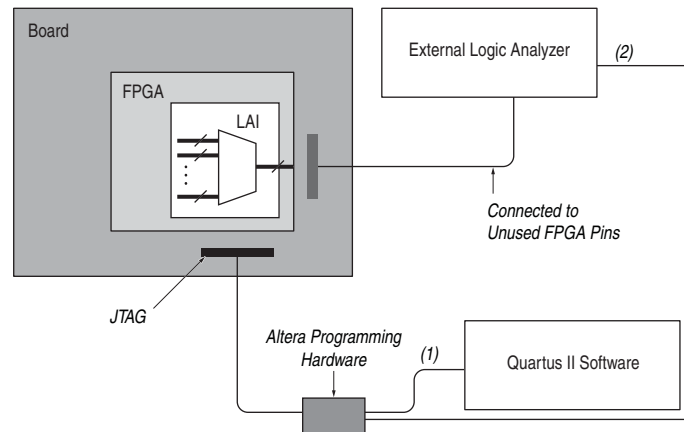 Board
FPGA
LAI
External Logic Analyzer
(2)
Connected to
Unused FPGA Pins
JTAG
Altera Programming
Hardware
(1)
Quartus II Software